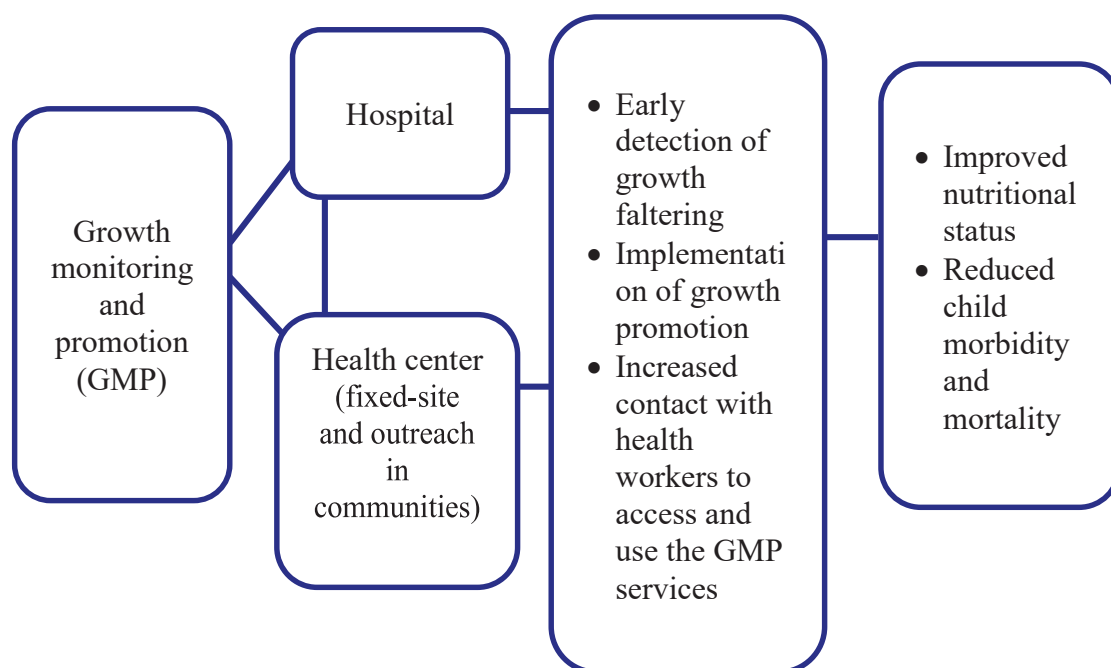 Growth
monitoring
and
promotion
(GMP)
Hospital
Health center
(fixed-site
and outreach
in
communities)
• Early
detection of
growth
faltering
• Implementati
on of growth
promotion
• Increased
contact with
health
workers to
access and
use the GMP
services
• Improved
nutritional
status
• Reduced
child
morbidity
and
mortality